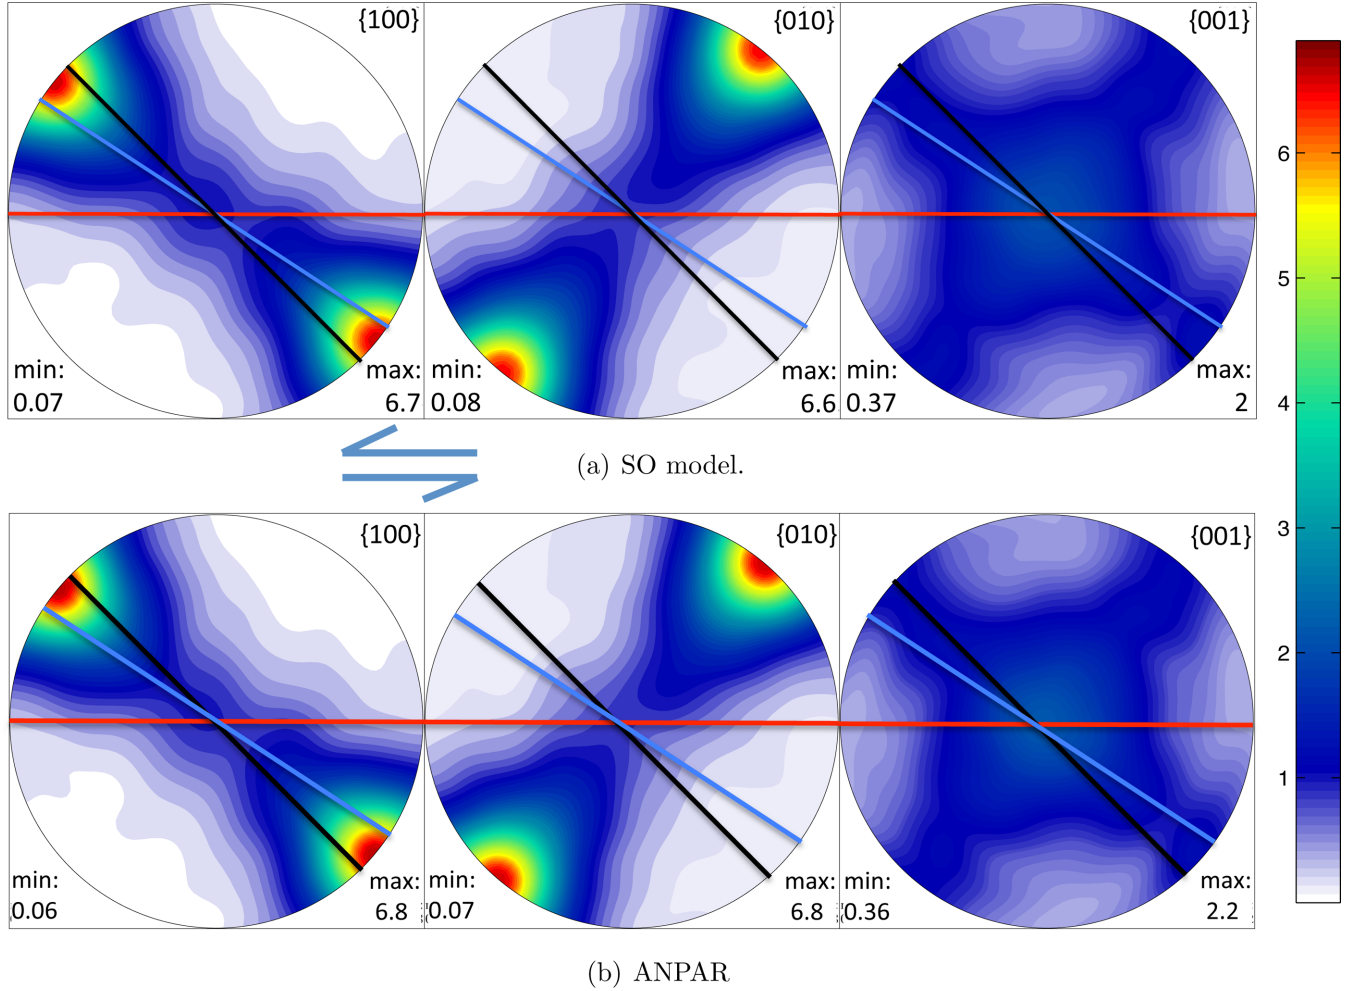 {100} {010} {001}
6
5
4
3
2
1
min: max: min: max: min: max:
0.07 6.7 0.08 6.6 0.37 2
(a) SO model.
{100} {010} {001}
min: max: min: max: min: max:
0.06 6.8 0.07 6.8 0.36 2.2
(b) ANPAR